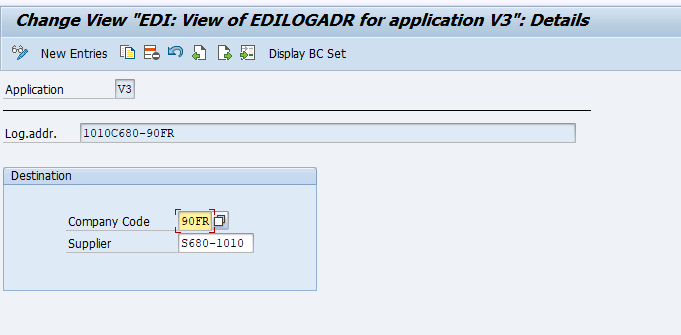 Change View "EDI: View of EDILOGADR for application V3": Details
New Entries Display BC Set
Application V3
Log.addr. 1010C680-90FR
Destination
Company Code 90FR
Supplier S680-1010